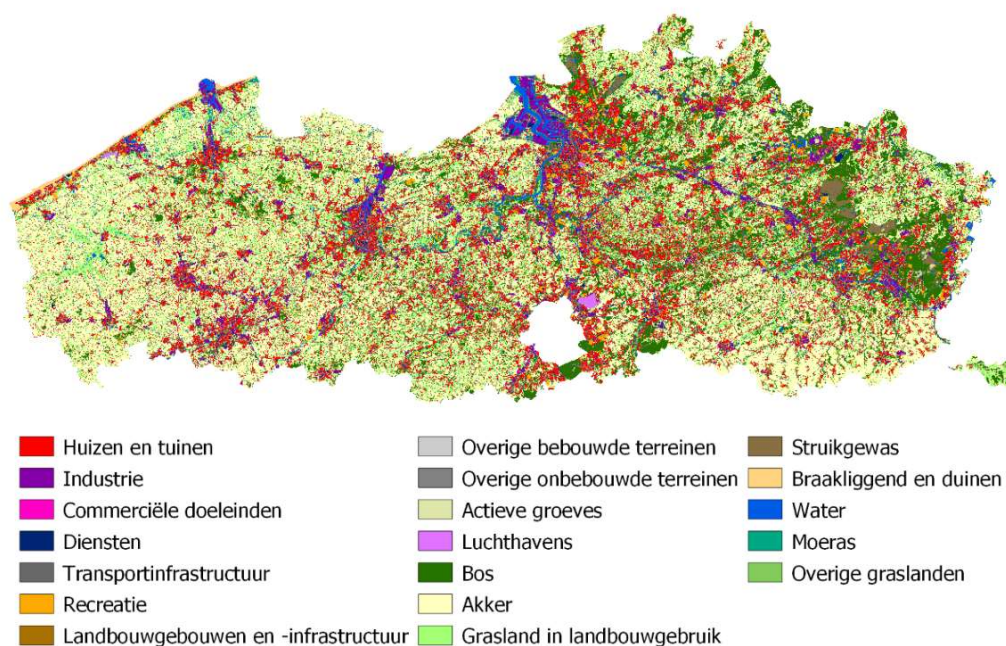 Huizen en tuinen
Industrie
Commerciële doeleinden
Diensten
Transportinfrastructuur
Recreatie
Landbouwgebouwen en -infrastructuur
Overige bebouwde terreinen
Overige onbebouwde terreinen
Actieve groeves
Luchthavens
Bos
Akker
Grasland in landbouwgebruik
Struikgewas
Braakliggend en duinen
Water
Moeras
Overige graslanden